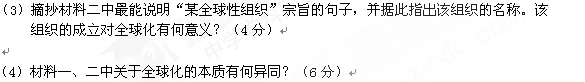 （3）摘抄材料二中最能说明“某全球性组织”宗旨的句子，并据此指出该组织的名称。该
组织的成立对全球化有何意义？（4 分）
（4）材料一、二中关于全球化的本质有何异同？（6 分）